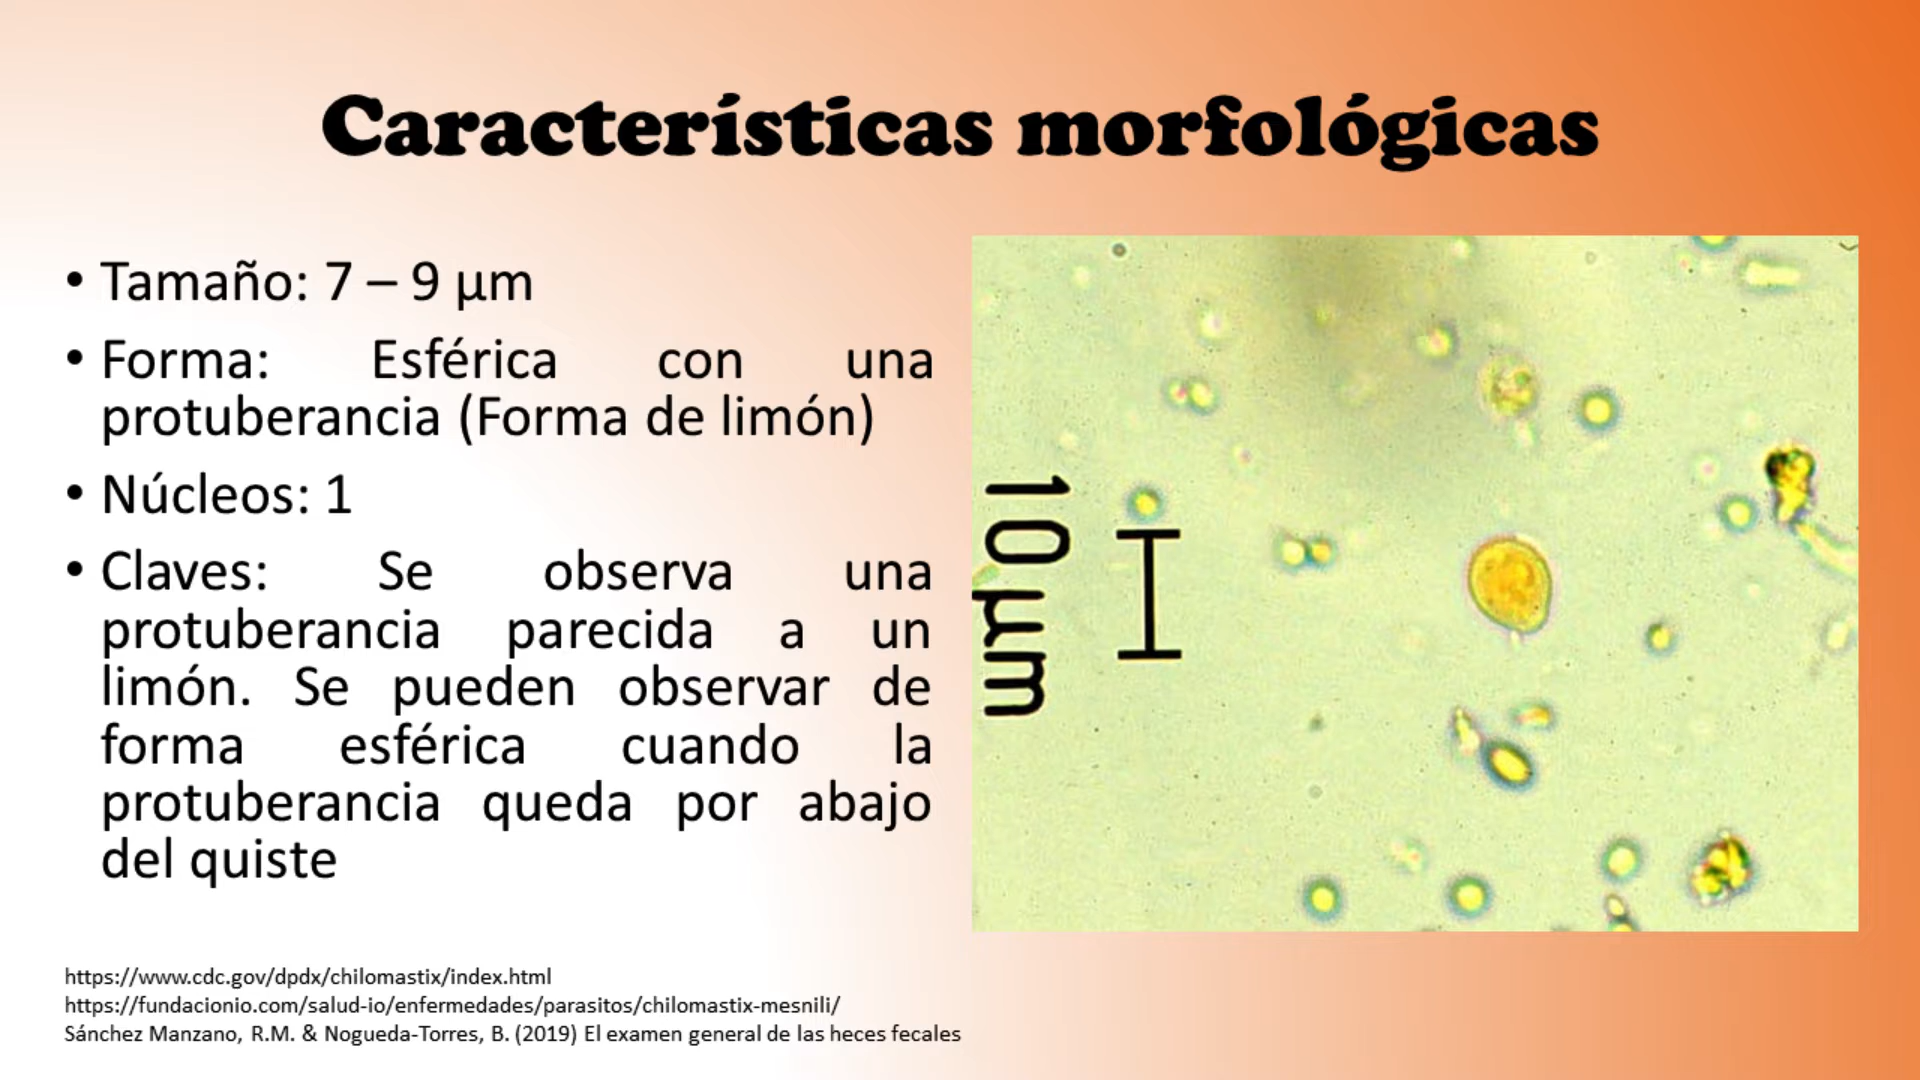 Características morfológicas
• Tamaño: 7 – 9 µm
• Forma: Esférica con una
protuberancia (Forma de limón)
• Núcleos: 1
• Claves: Se observa una
protuberancia parecida a un
limón. Se pueden observar de
forma esférica cuando la
protuberancia queda por abajo
del quiste
10 µm
https://www.cdc.gov/dpdx/chilomastix/index.html
https://fundacionio.com/salud-io/enfermedades/parasitos/chilomastix-mesnili/
Sánchez Manzano, R.M. & Nogueda-Torres, B. (2019) El examen general de las heces fecales